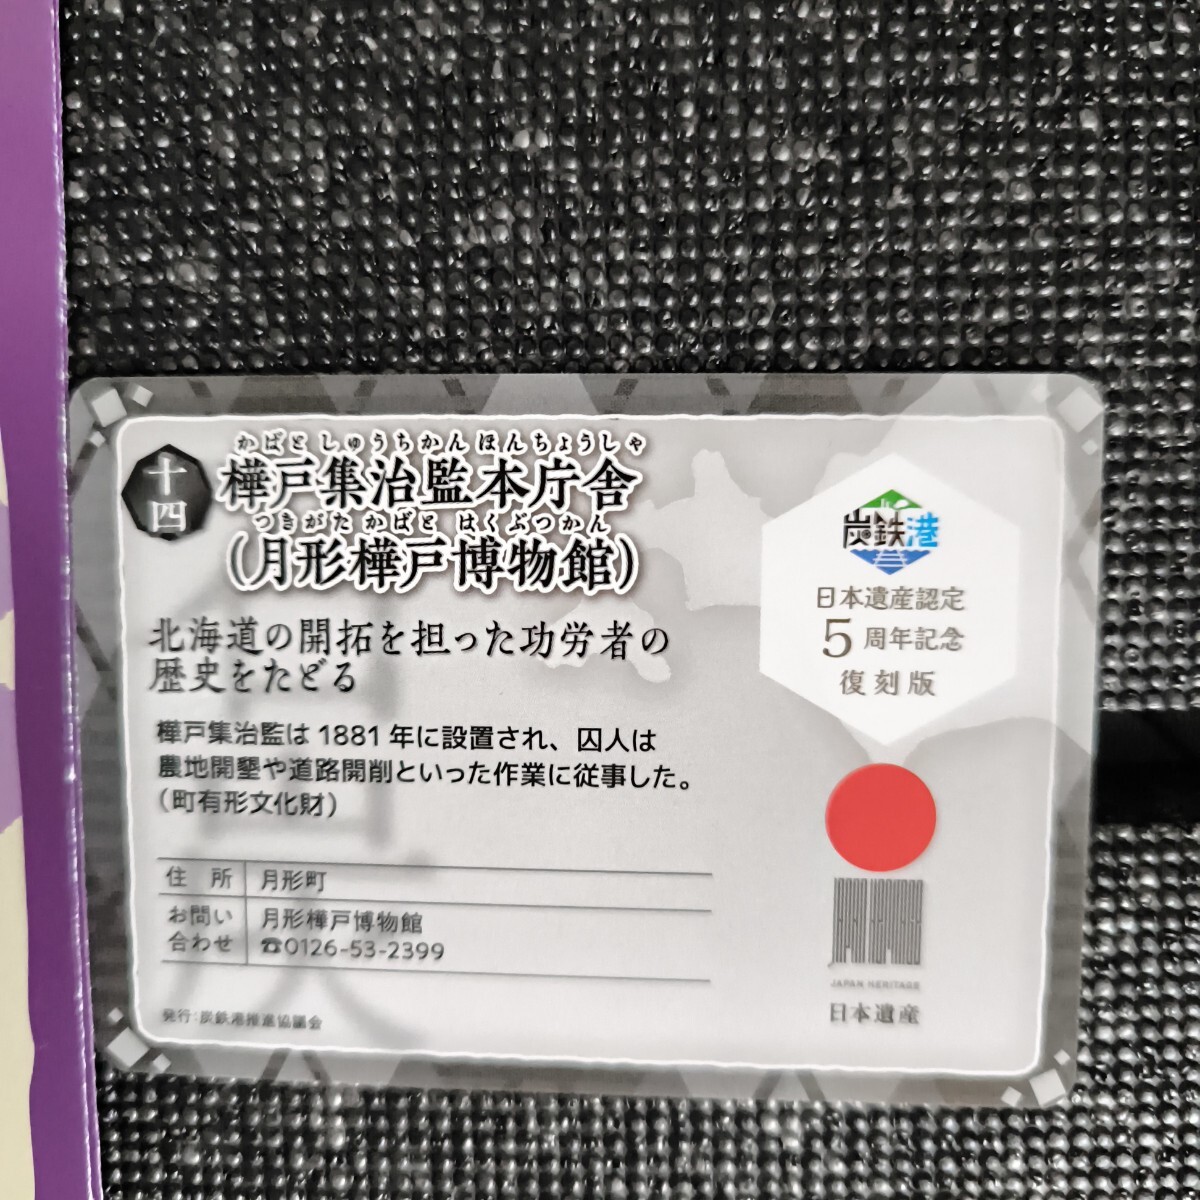 十四
かばとしゅうちかんほんちょうしゃ
樺戸集治監本庁舎
つきがたかばとはくぶつかん
(月形樺戸博物館)
北海道の開拓を担った功労者の
歴史をたどる
樺戸集治監は1881年に設置され、囚人は
農地開墾や道路開削といった作業に従事した。
(町有形文化財)
住 所 月形町
お問い合わせ 月形樺戸博物館
☎0126-53-2399
発行:炭鉄港推進協議会
炭鉄港
日本遺産認定
5周年記念
復刻版
JAPAN HERITAGE
日本遺産